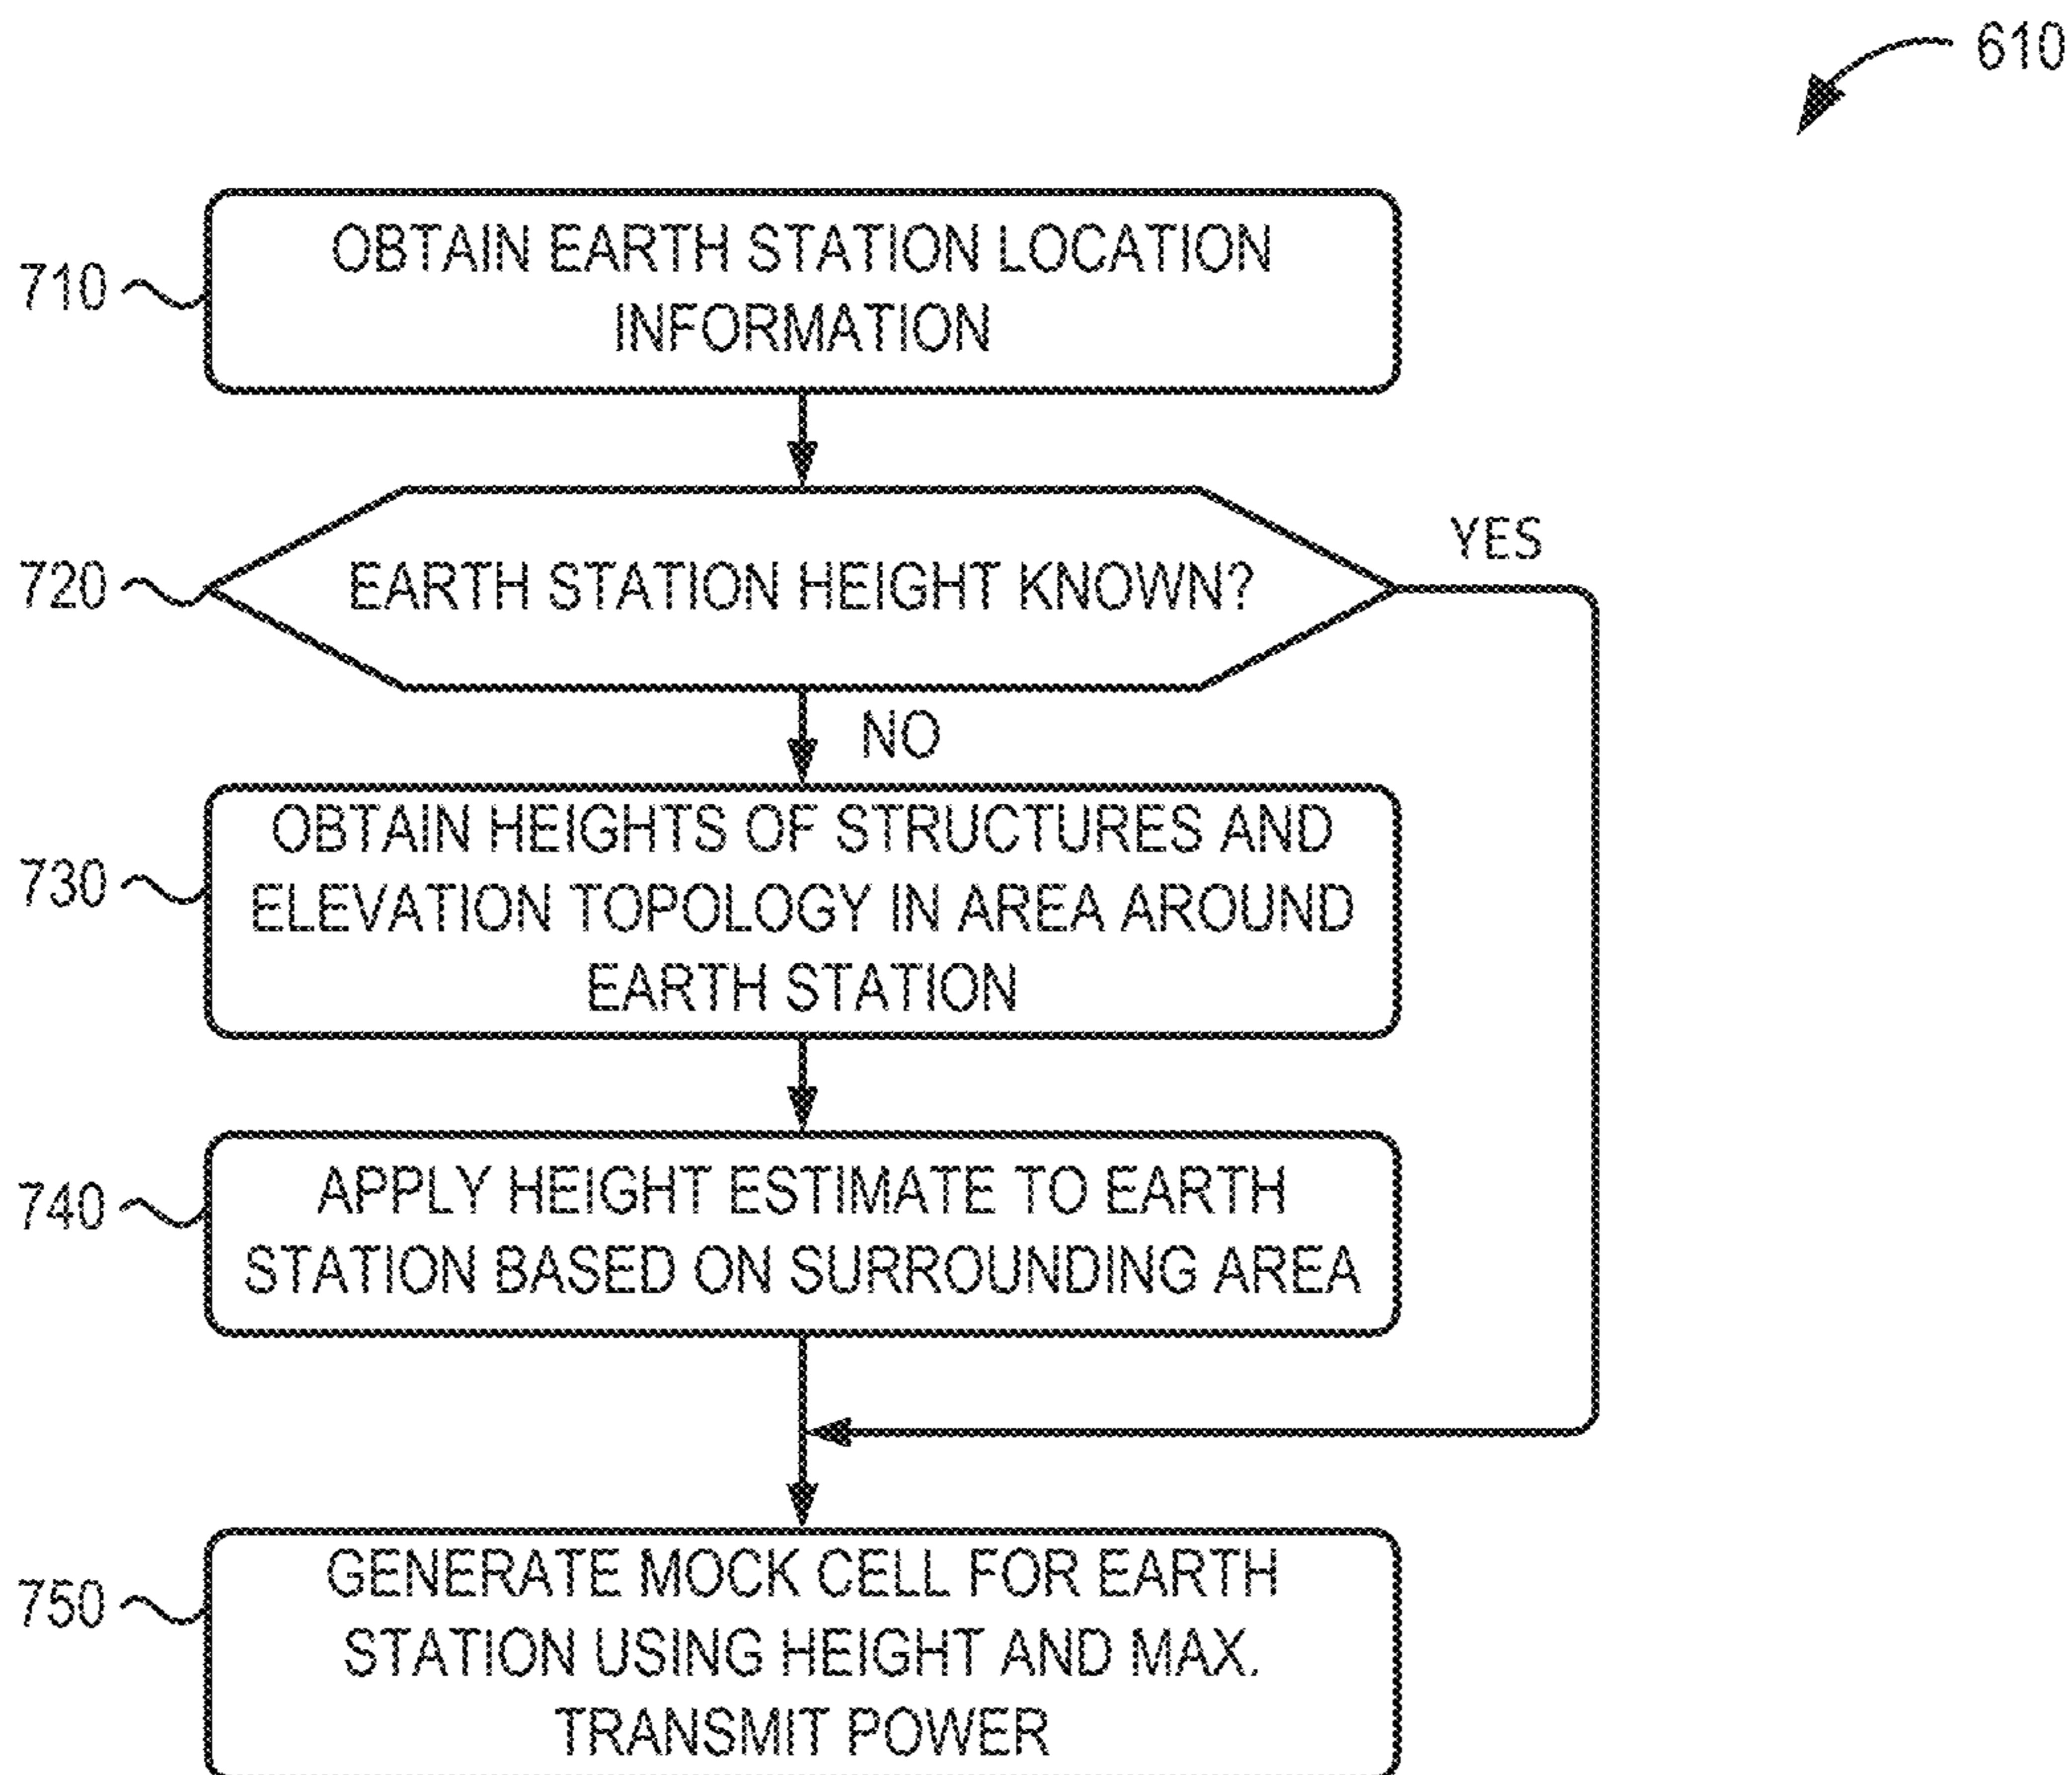 610
710
OBTAIN EARTH STATION LOCATION
INFORMATION
720
EARTH STATION HEIGHT KNOWN?
YES
NO
730
OBTAIN HEIGHTS OF STRUCTURES AND
ELEVATION TOPOLOGY IN AREA AROUND
EARTH STATION
740
APPLY HEIGHT ESTIMATE TO EARTH
STATION BASED ON SURROUNDING AREA
750
GENERATE MOCK CELL FOR EARTH
STATION USING HEIGHT AND MAX.
TRANSMIT POWER